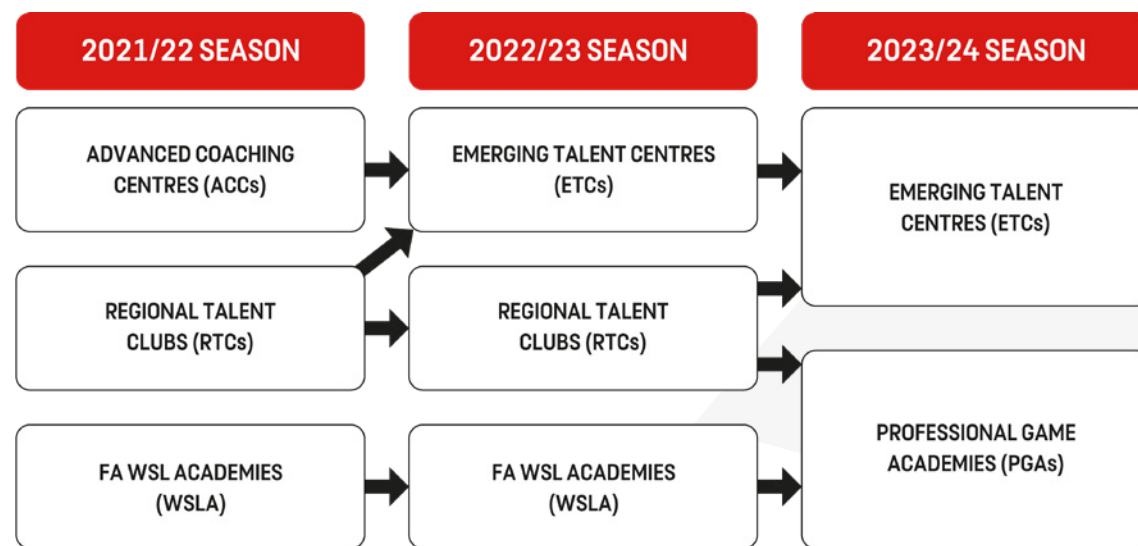 2021/22 SEASON
2022/23 SEASON
2023/24 SEASON
ADVANCED COACHING
CENTRES (ACCs)
EMERGING TALENT CENTRES
(ETCs)
EMERGING TALENT
CENTRES (ETCs)
REGIONAL TALENT
CLUBS (RTCs)
REGIONAL TALENT
CLUBS (RTCs)
PROFESSIONAL GAME
ACADEMIES (PGAs)
FA WSL ACADEMIES
(WSLA)
FA WSL ACADEMIES
(WSLA)